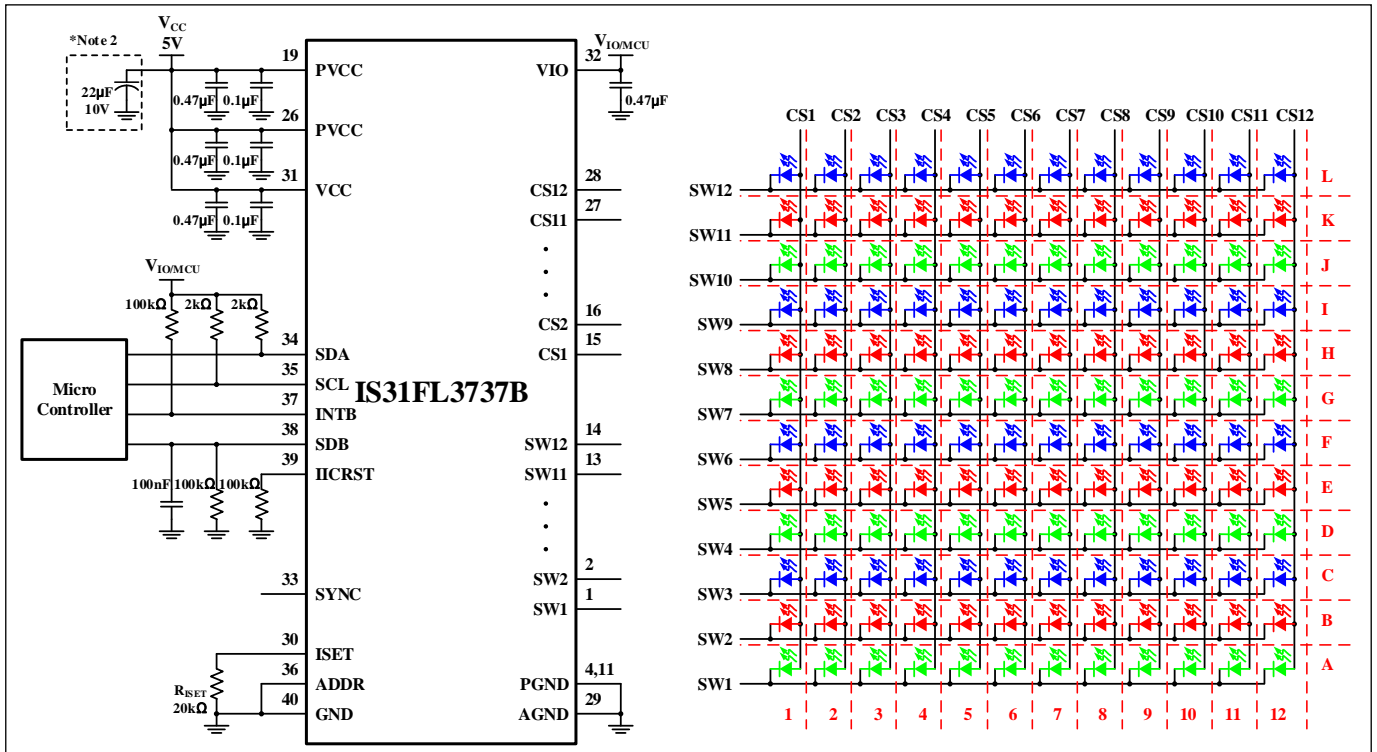 *Note 2
VCC
5V
22µF
10V
0.47µF 0.1µF
0.47µF 0.1µF
0.47µF 0.1µF
19 PVCC
26 PVCC
31 VCC
VIO/MCU
100kΩ 2kΩ 2kΩ
Micro
Controller
34 SDA
35 SCL
37 INTB
38 SDB
39 IICRST
100nF 100kΩ 100kΩ
33 SYNC
30 ISET
36 ADDR
40 GND
RISET
20kΩ
IS31FL3737B
VIO 32
VIO/MCU
0.47µF
CS12 28
CS11 27
CS2 16
CS1 15
SW12 14
SW11 13
SW2 2
SW1 1
PGND 4,11
AGND 29
CS1 CS2 CS3 CS4 CS5 CS6 CS7 CS8 CS9 CS10 CS11 CS12
SW12 L
SW11 K
SW10 J
SW9 I
SW8 H
SW7 G
SW6 F
SW5 E
SW4 D
SW3 C
SW2 B
SW1 A
1 2 3 4 5 6 7 8 9 10 11 12